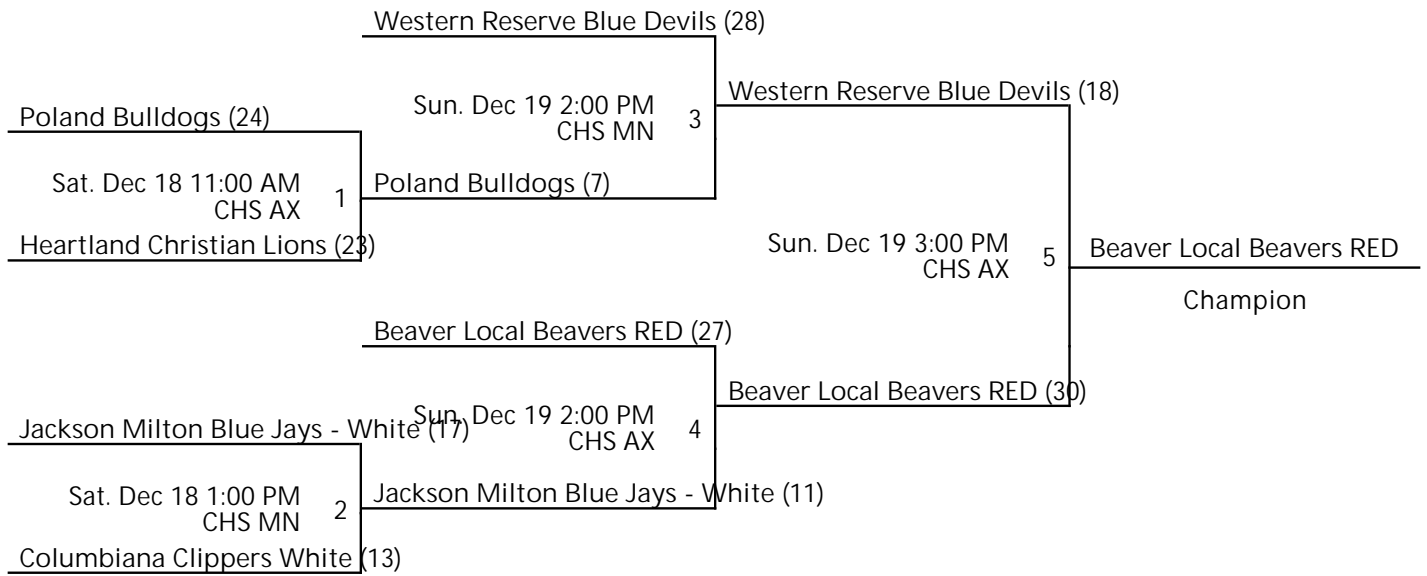 Western Reserve Blue Devils (28)
Sun. Dec 19 2:00 PM
CHS MN
3
Western Reserve Blue Devils (18)
Poland Bulldogs (24)
Sat. Dec 18 11:00 AM
CHS AX
1
Poland Bulldogs (7)
Heartland Christian Lions (23)
Sun. Dec 19 3:00 PM
CHS AX
5
Beaver Local Beavers RED
Champion
Beaver Local Beavers RED (27)
Sun. Dec 19 2:00 PM
CHS AX
4
Beaver Local Beavers RED (30)
Jackson Milton Blue Jays - White (17)
Sat. Dec 18 1:00 PM
CHS MN
2
Jackson Milton Blue Jays - White (11)
Columbiana Clippers White (13)